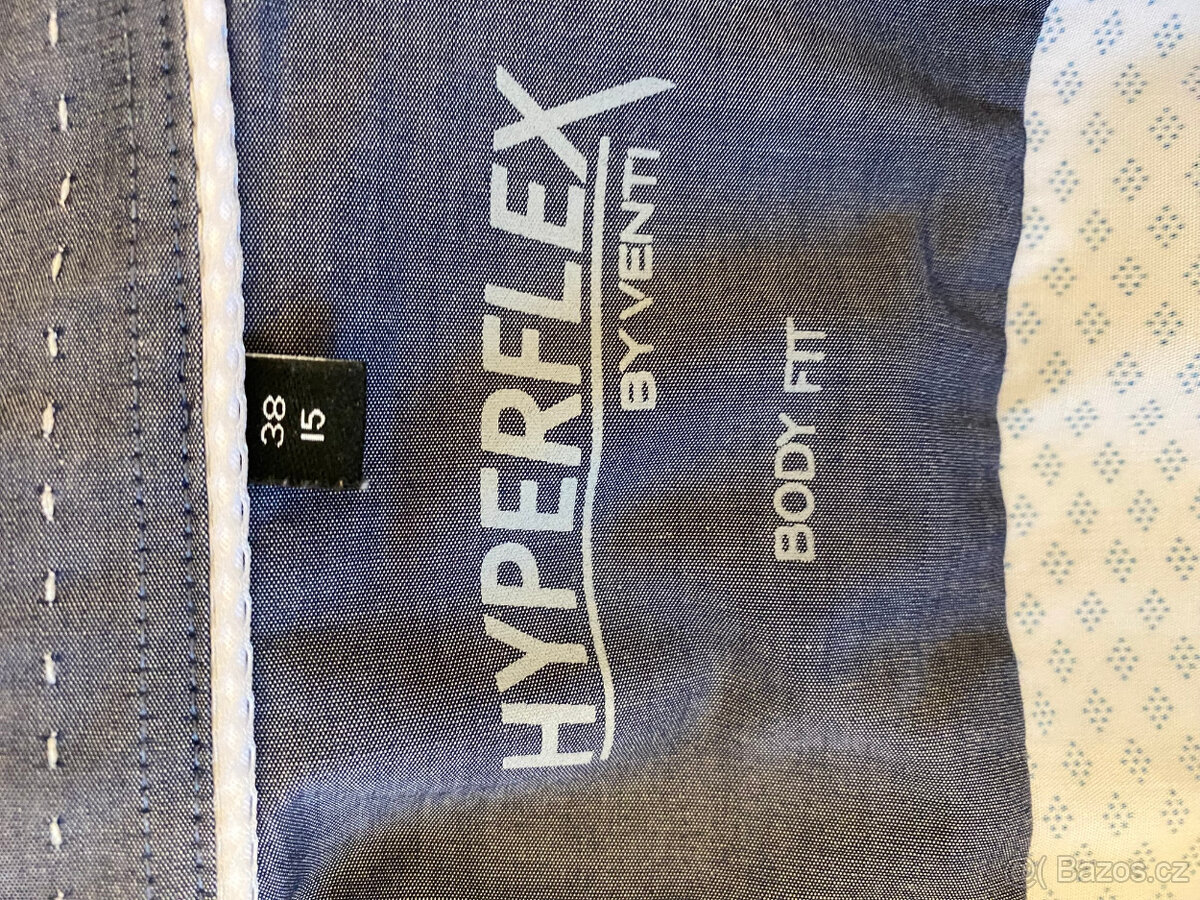 38
15
HYPERFLEX
BY VENTI
BODY FIT
Bazos.cz